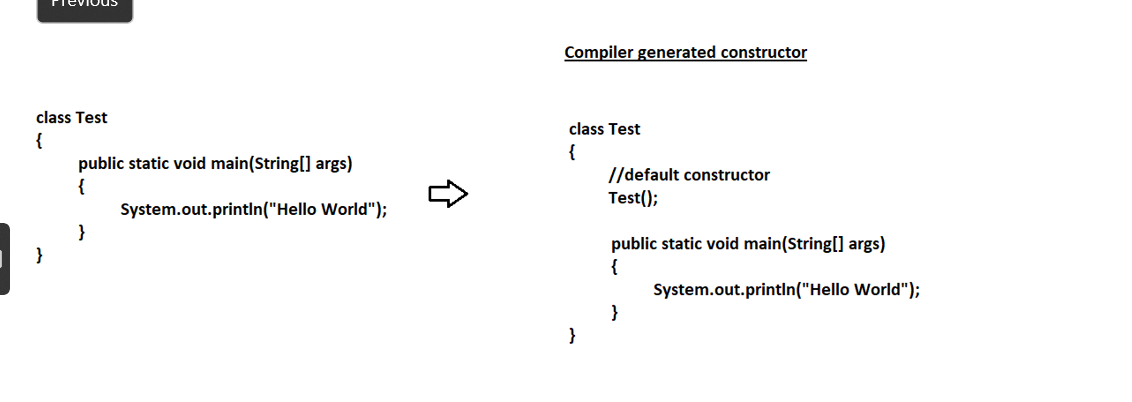 Previous
Compiler generated constructor
class Test
{
public static void main(String[] args)
{
System.out.println("Hello World");
}
}
class Test
{
//default constructor
Test();
public static void main(String[] args)
{
System.out.println("Hello World");
}
}